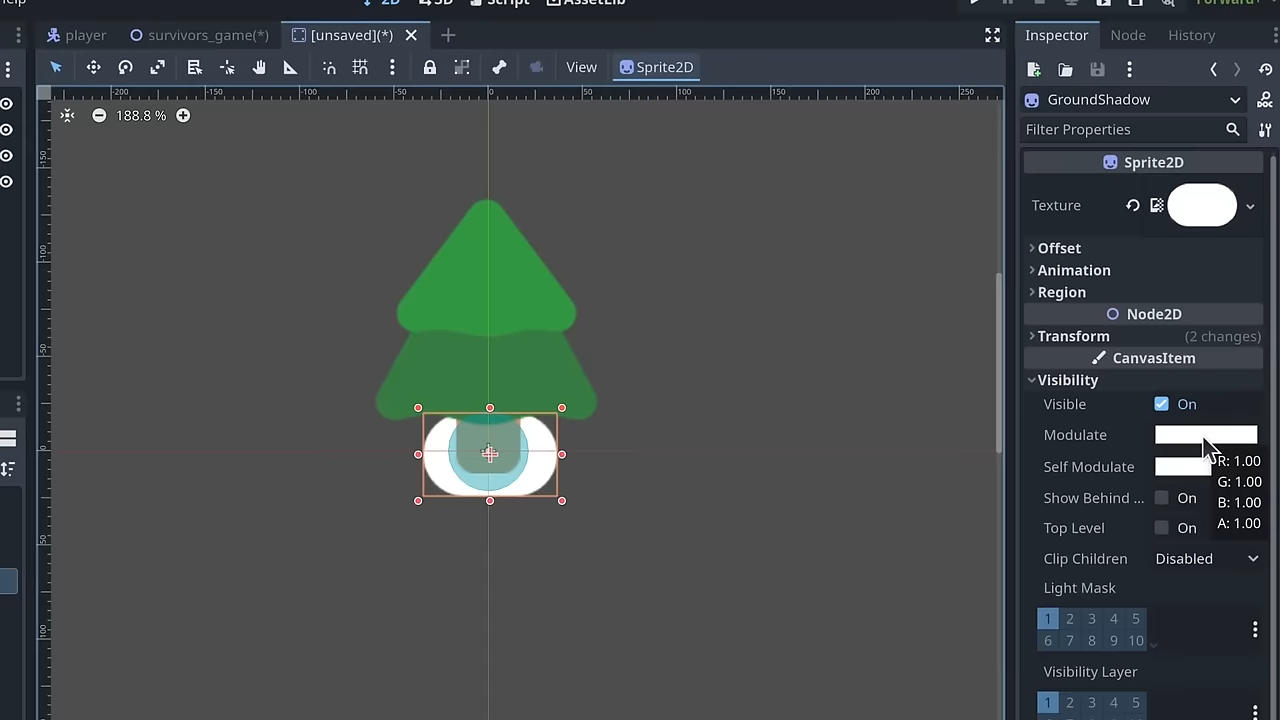 2D 3D Script AssetLib
player survivors_game(*) [unsaved](*)
View Sprite2D
-200 -150 -100 -50 0 50 100 150 200 250
188.8 %
Inspector Node History
GroundShadow
Filter Properties
Sprite2D
Texture
Offset
Animation
Region
Node2D
Transform (2 changes)
CanvasItem
Visibility
Visible On
Modulate
R: 1.00
Self Modulate
G: 1.00
Show Behind ... On
B: 1.00
Top Level On
A: 1.00
Clip Children Disabled
Light Mask
1 2 3 4 5
6 7 8 9 10
Visibility Layer
1 2 3 4 5